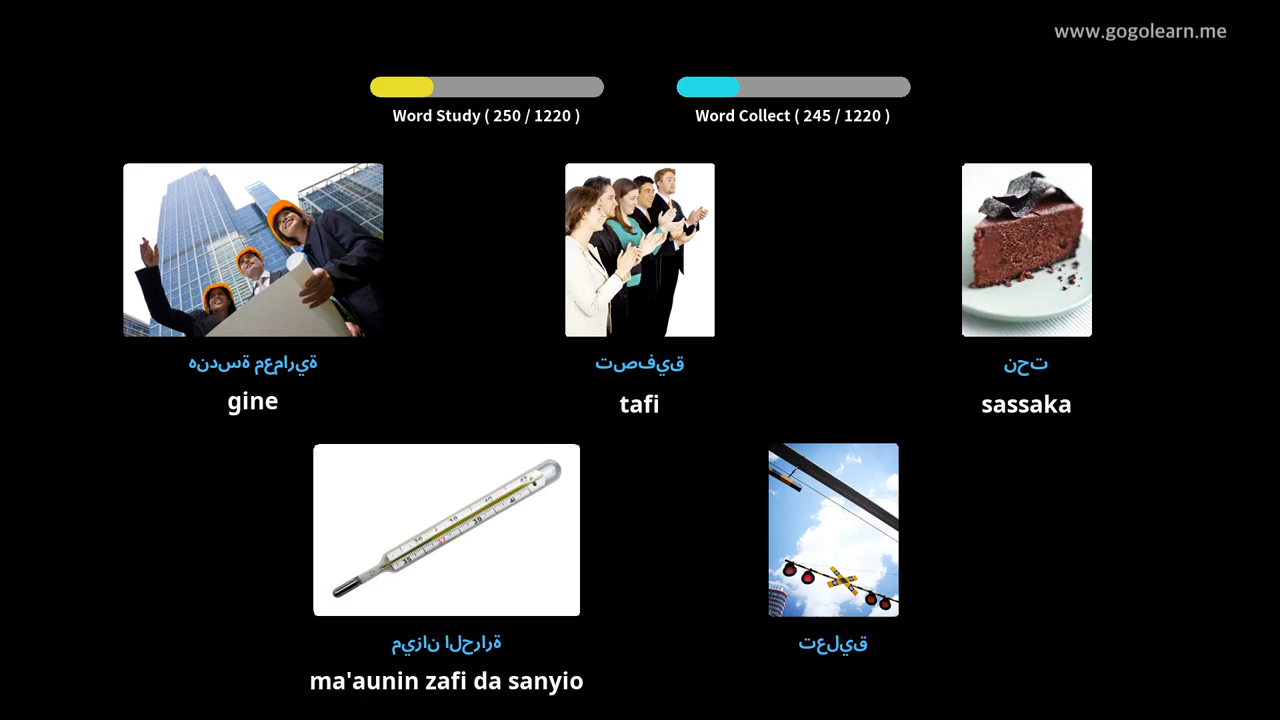 www.gogolearn.me
Word Study ( 250 / 1220 )
Word Collect ( 245 / 1220 )
هندسة معمارية
gine
تصفيق
tafi
نحت
sassaka
ميزان الحرارة
ma'aunin zafi da sanyio
تعليق